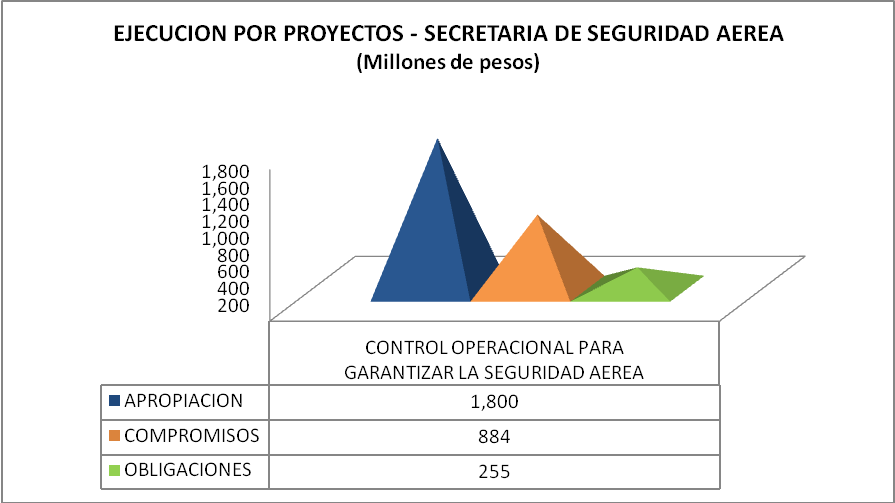 EJECUCION POR PROYECTOS - SECRETARIA DE SEGURIDAD AEREA
(Millones de pesos)
1,800
1,600
1,400
1,200
1,000
800
600
400
200
CONTROL OPERACIONAL PARA
GARANTIZAR LA SEGURIDAD AEREA
APROPIACION 1,800
COMPROMISOS 884
OBLIGACIONES 255